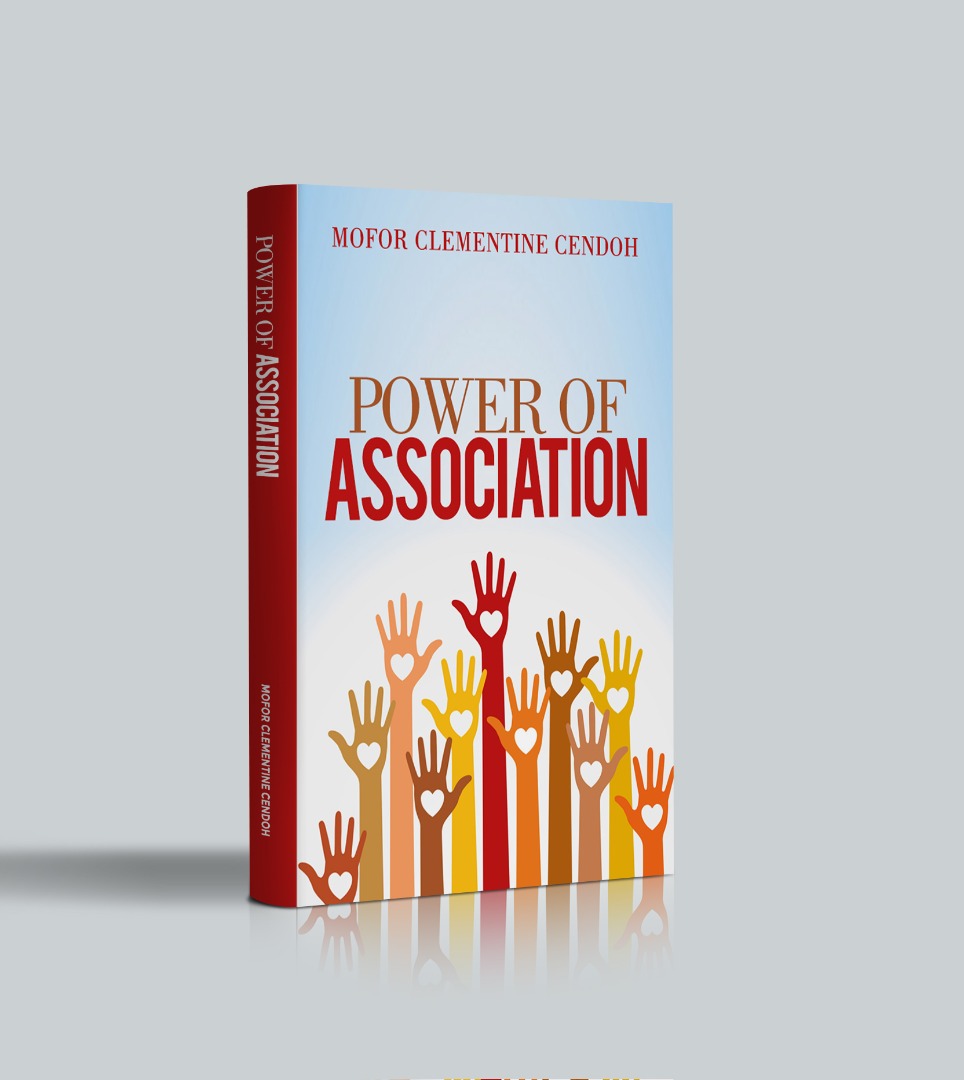 POWER OF ASSOCIATION
MOFOR CLEMENTINE CENDOH
MOFOR CLEMENTINE CENDOH
POWER OF
ASSOCIATION